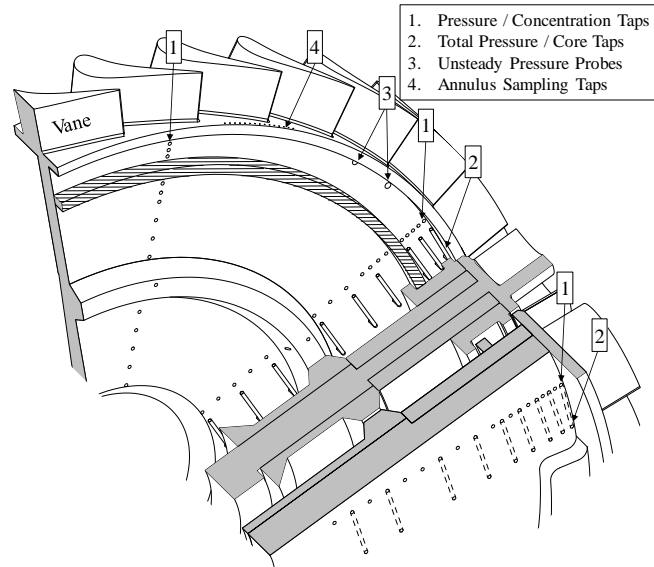 1. Pressure / Concentration Taps
2. Total Pressure / Core Taps
3. Unsteady Pressure Probes
4. Annulus Sampling Taps
1
4
Vane
3
1
2
1
2